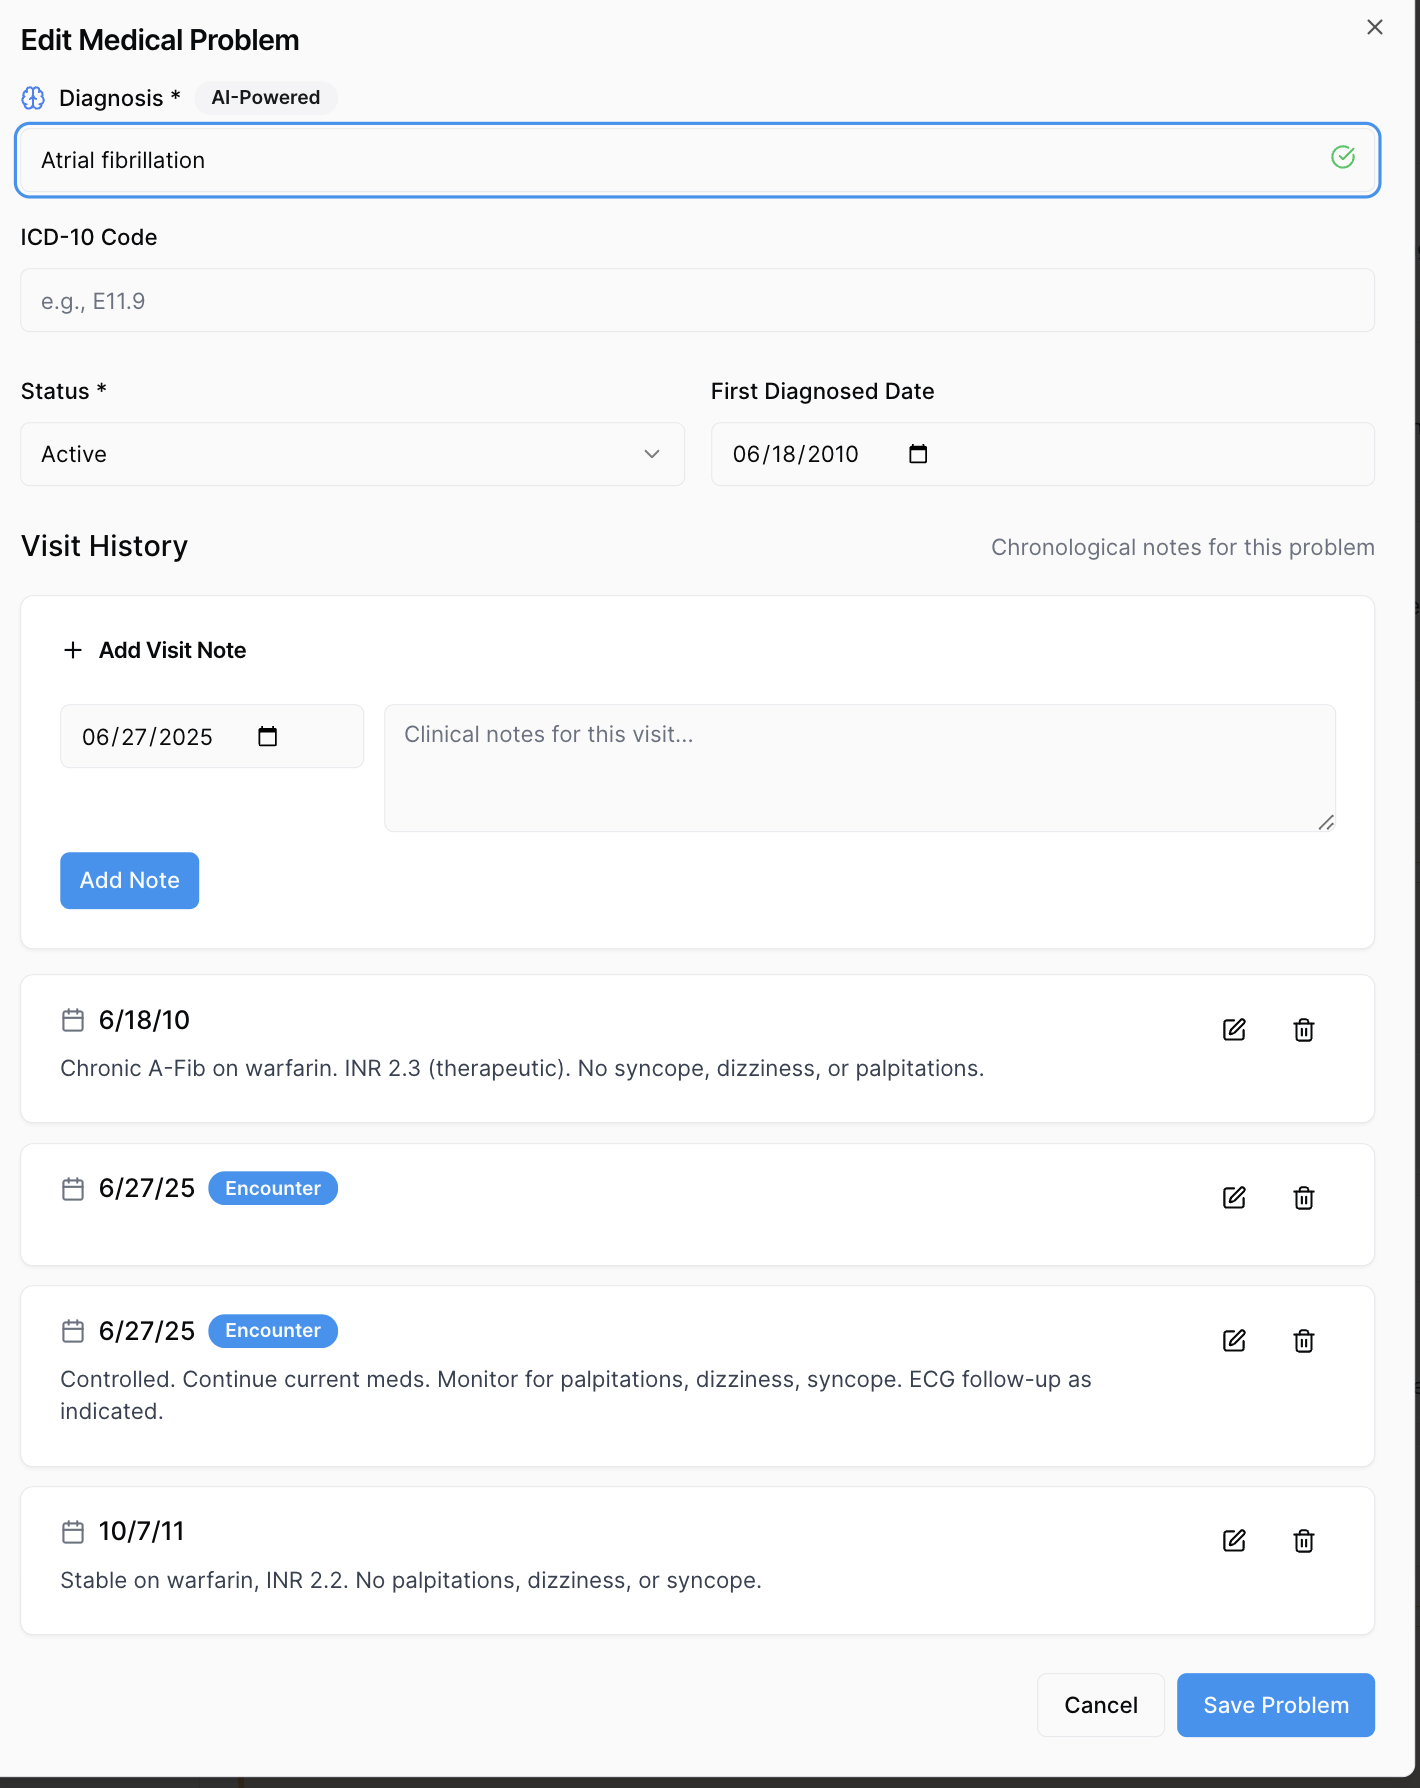 Edit Medical Problem
Diagnosis *
AI-Powered
Atrial fibrillation
ICD-10 Code
e.g., E11.9
Status *
First Diagnosed Date
Active
06/18/2010
Visit History
Chronological notes for this problem
Add Visit Note
06/27/2025
Clinical notes for this visit...
Add Note
6/18/10
Chronic A-Fib on warfarin. INR 2.3 (therapeutic). No syncope, dizziness, or palpitations.
6/27/25
Encounter
6/27/25
Encounter
Controlled. Continue current meds. Monitor for palpitations, dizziness, syncope. ECG follow-up as
indicated.
10/7/11
Stable on warfarin, INR 2.2. No palpitations, dizziness, or syncope.
Cancel
Save Problem